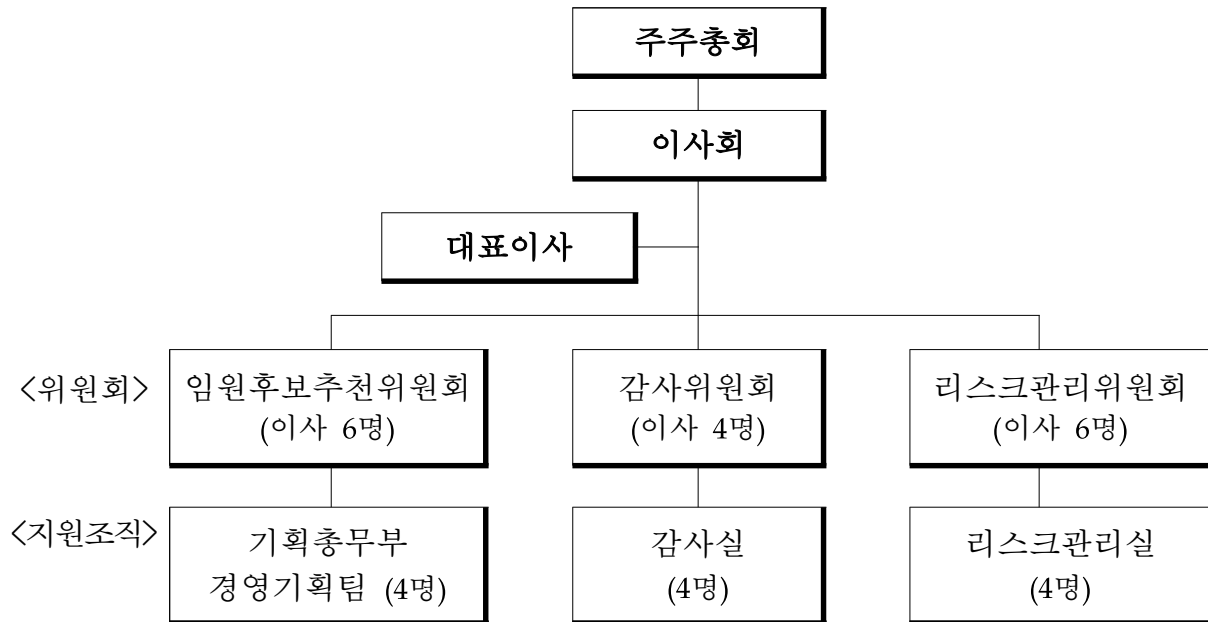 주주총회
이사회
대표이사
<위원회>
임원후보추천위원회
(이사 6명)
감사위원회
(이사 4명)
리스크관리위원회
(이사 6명)
<지원조직>
기획총무부
경영기획팀 (4명)
감사실
(4명)
리스크관리실
(4명)